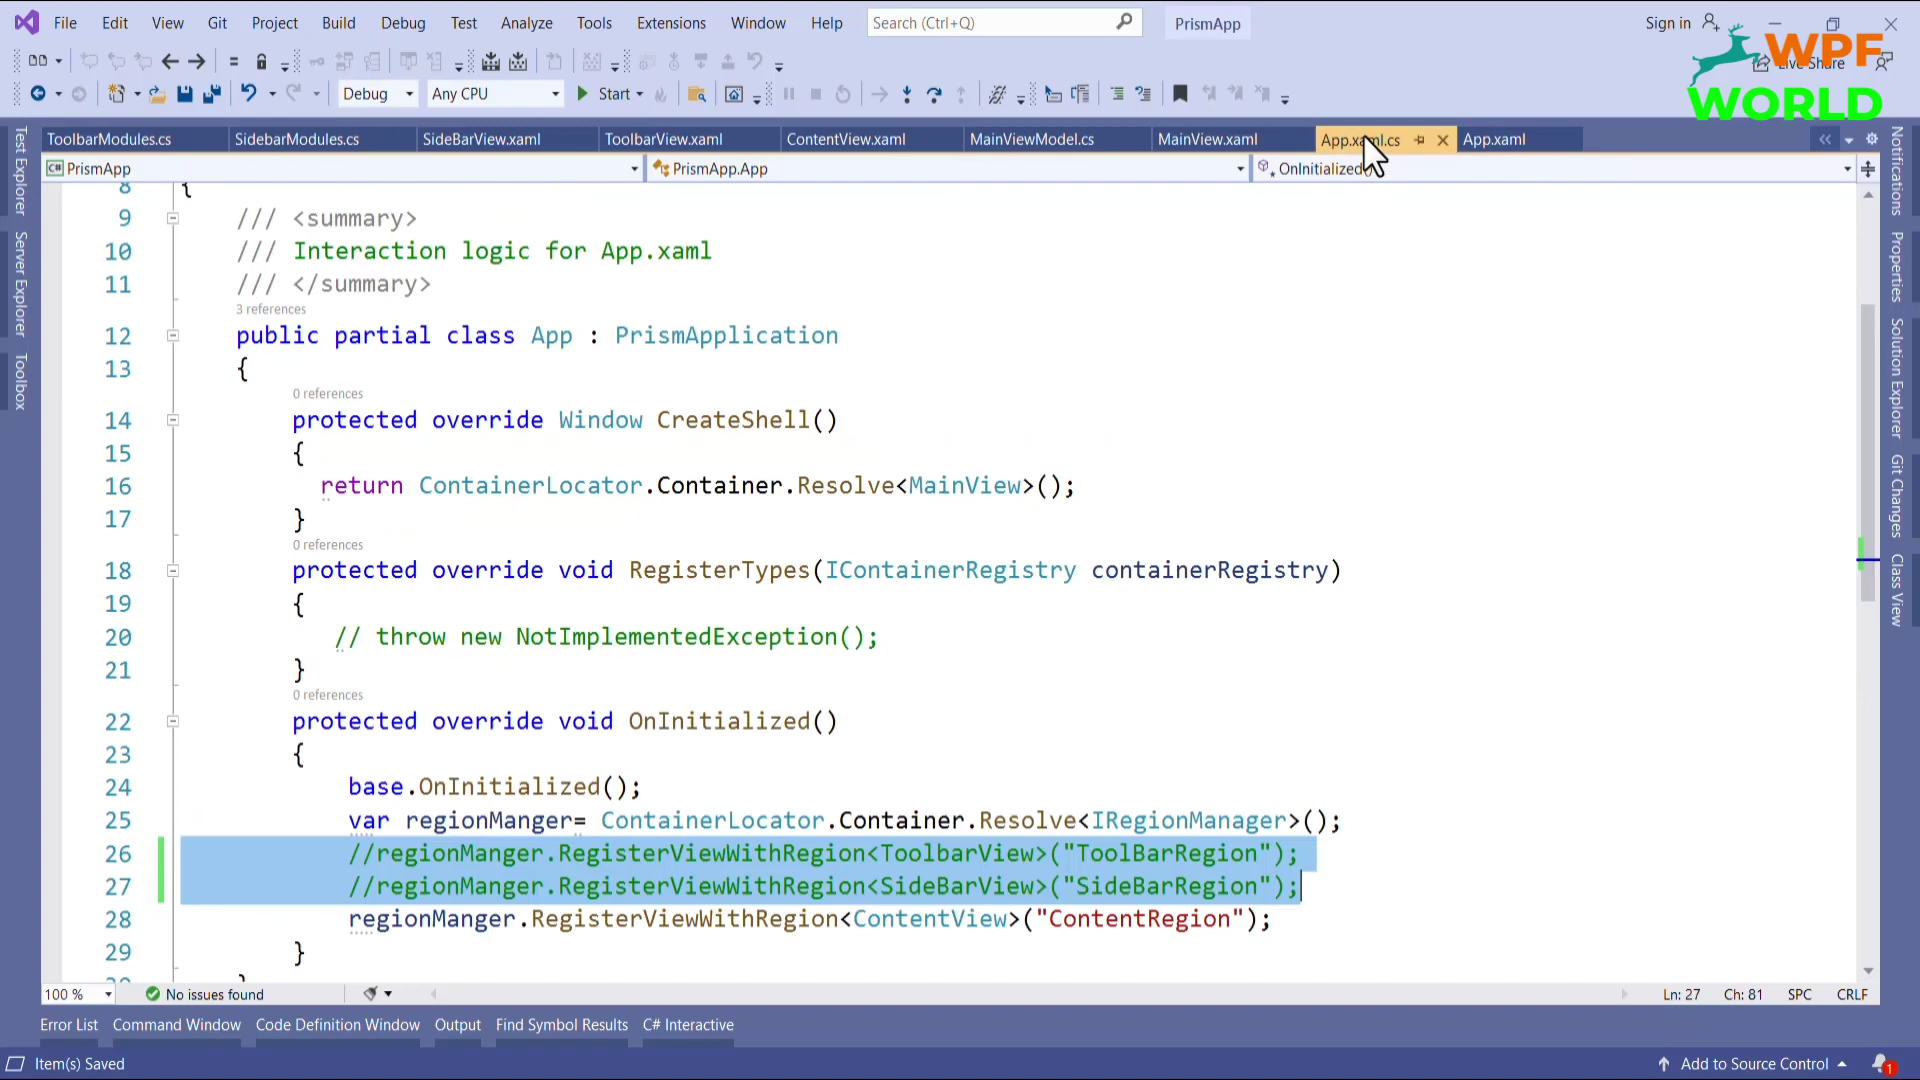 File Edit View Git Project Build Debug Test Analyze Tools Extensions Window Help Search (Ctrl+Q) PrismApp Sign in
WPF
Live Share
WORLD
Debug Any CPU Start
ToolbarModules.cs SidebarModules.cs SideBarView.xaml ToolbarView.xaml ContentView.xaml MainViewModel.cs MainView.xaml App.xaml.cs App.xaml
C# PrismApp PrismApp.App OnInitialized()
Test Explorer
Server Explorer
Toolbox
8 {
9 /// <summary>
10 /// Interaction logic for App.xaml
11 /// </summary>
3 references
12 public partial class App : PrismApplication
13 {
0 references
14 protected override Window CreateShell()
15 {
16 return ContainerLocator.Container.Resolve<MainView>();
17 }
0 references
18 protected override void RegisterTypes(IContainerRegistry containerRegistry)
19 {
20 // throw new NotImplementedException();
21 }
0 references
22 protected override void OnInitialized()
23 {
24 base.OnInitialized();
25 var regionManger= ContainerLocator.Container.Resolve<IRegionManager>();
26 //regionManger.RegisterViewWithRegion<ToolbarView>("ToolBarRegion");
27 //regionManger.RegisterViewWithRegion<SideBarView>("SideBarRegion");
28 regionManger.RegisterViewWithRegion<ContentView>("ContentRegion");
29 }
Notifications
Properties
Solution Explorer
Git Changes
Class View
100 % No issues found Ln: 27 Ch: 81 SPC CRLF
Error List Command Window Code Definition Window Output Find Symbol Results C# Interactive
Item(s) Saved Add to Source Control 1